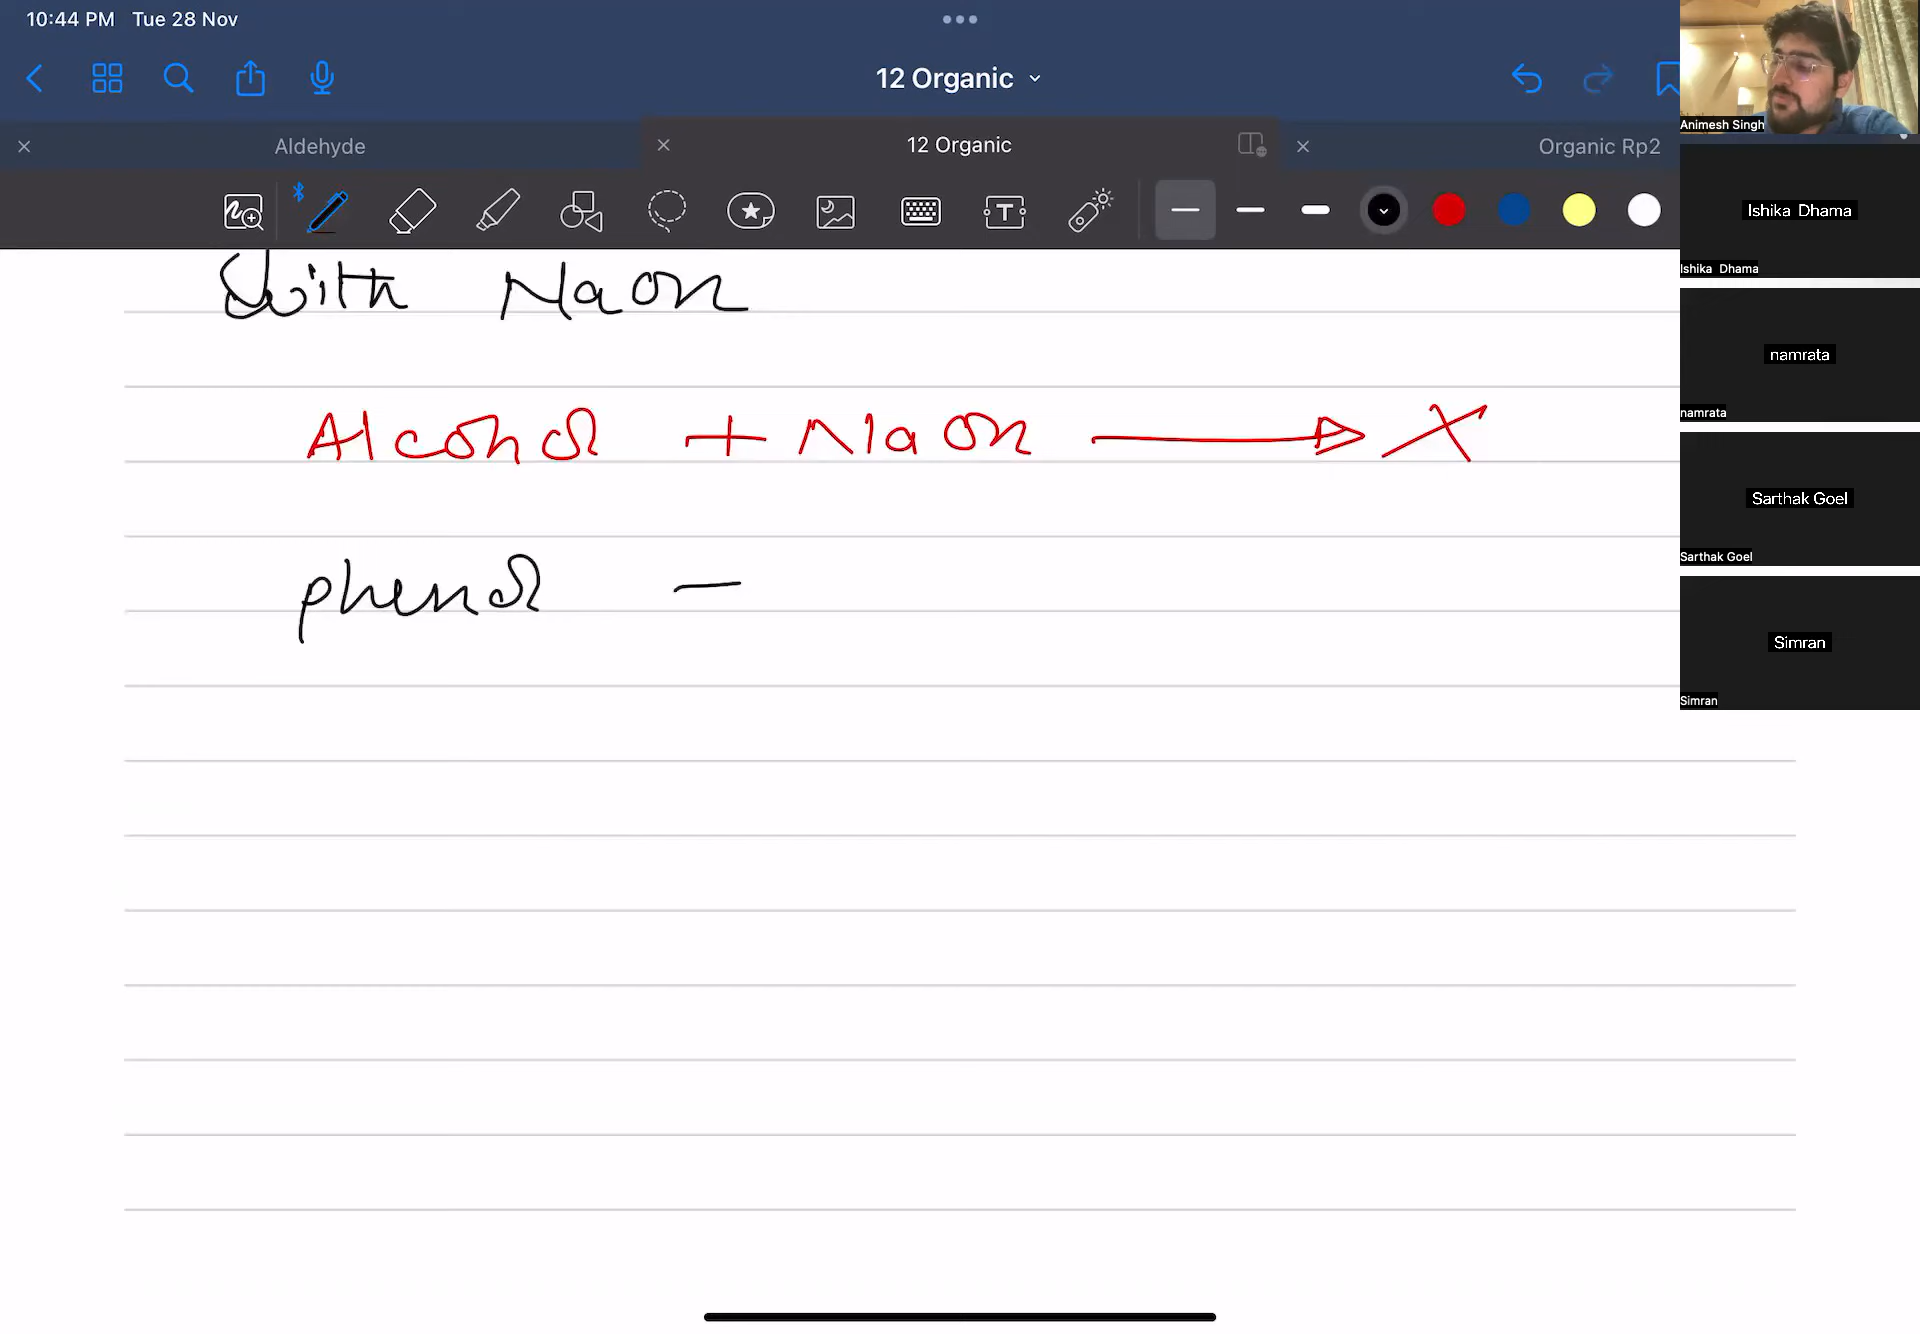 10:44 PM Tue 28 Nov
12 Organic
Aldehyde
12 Organic
Organic Rp2
With NaOH
Alcohol + NaOH → X
phenol —
Animesh Singh
Ishika Dhama
Ishika Dhama
namrata
namrata
Sarthak Goel
Sarthak Goel
Simran
Simran